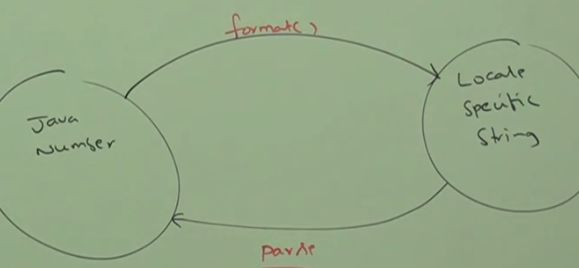 format()
Java
Number
Locale
Specific
String
parse